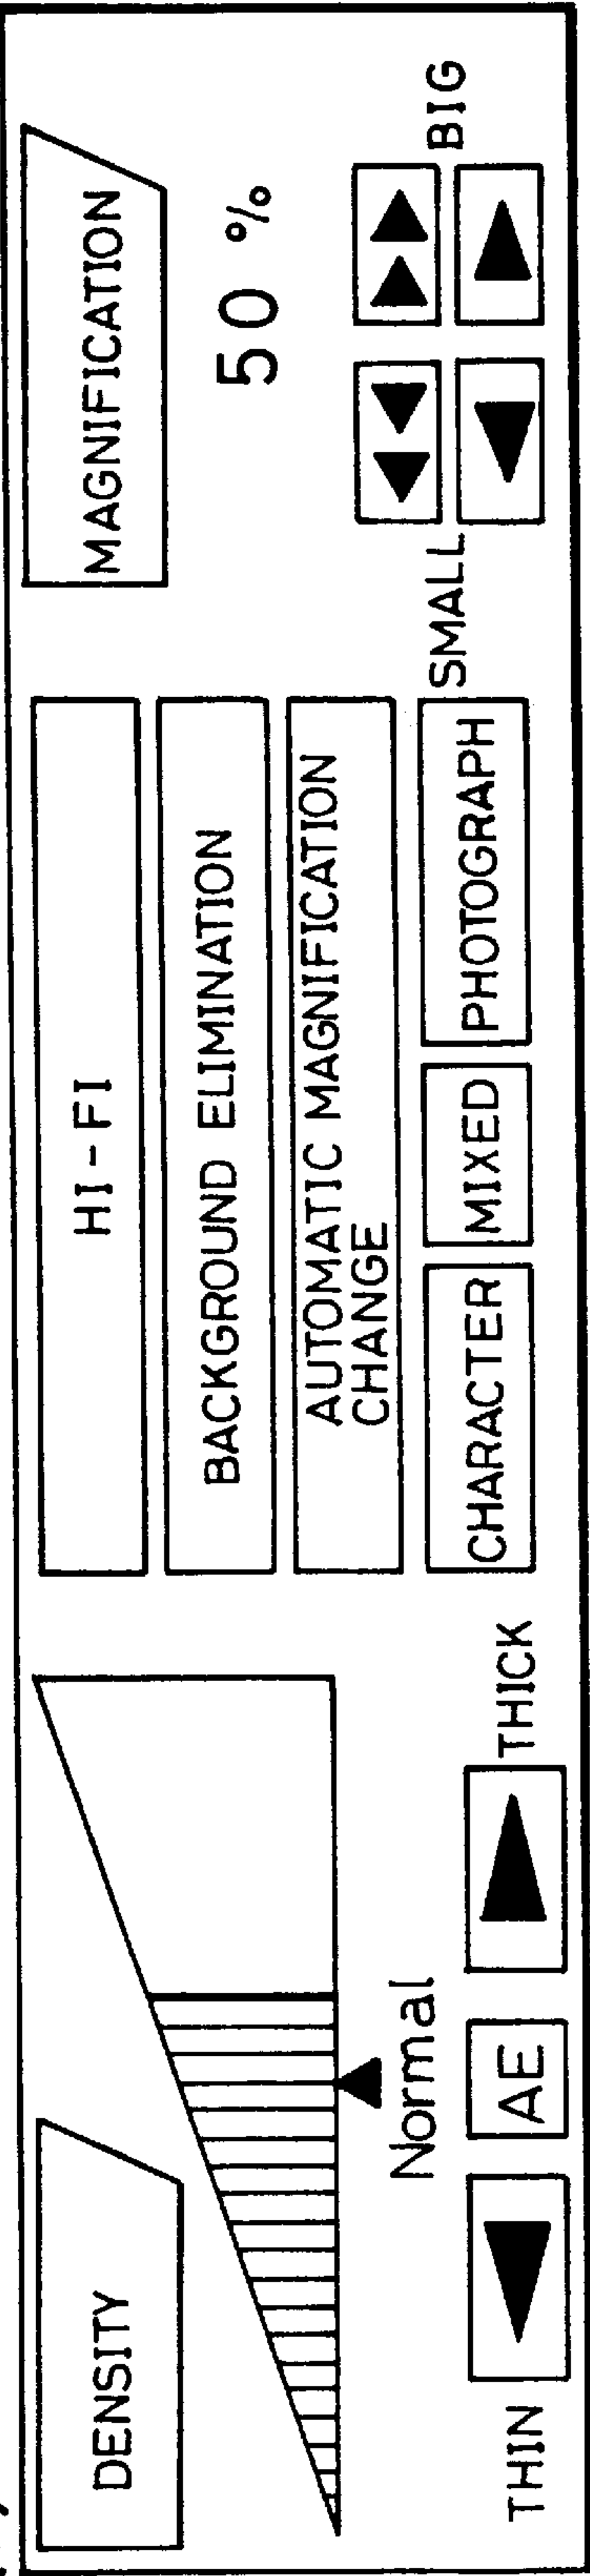 DENSITY
Normal
THIN
AE
THICK
HI-FI
BACKGROUND ELIMINATION
AUTOMATIC MAGNIFICATION
CHANGE
CHARACTER
MIXED
PHOTOGRAPH
MAGNIFICATION
50 %
SMALL
BIG